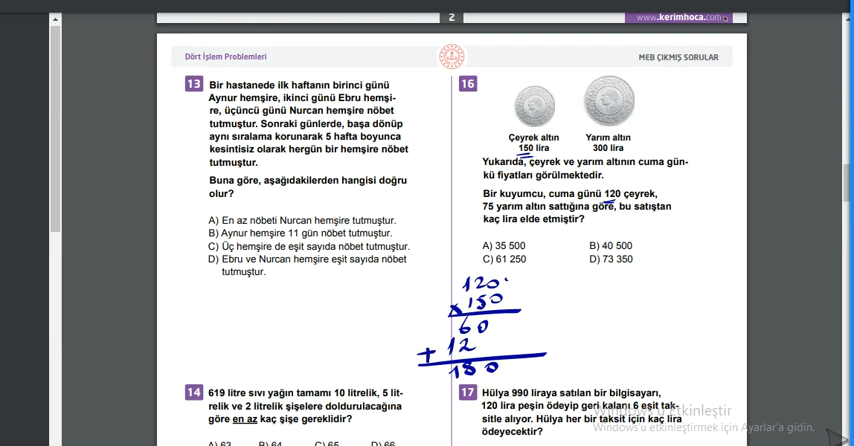 2
www.kerimhoca.com
Dört İşlem Problemleri
MEB ÇIKMIŞ SORULAR
13
Bir hastanede ilk haftanın birinci günü
Aynur hemşire, ikinci günü Ebru hemşi-
re, üçüncü günü Nurcan hemşire nöbet
tutmuştur. Sonraki günlerde, başa dönüp
aynı sıralama korunarak 5 hafta boyunca
kesintisiz olarak hergün bir hemşire nöbet
tutmuştur.
Buna göre, aşağıdakilerden hangisi doğru
olur?
A) En az nöbeti Nurcan hemşire tutmuştur.
B) Aynur hemşire 11 gün nöbet tutmuştur.
C) Üç hemşire de eşit sayıda nöbet tutmuştur.
D) Ebru ve Nurcan hemşire eşit sayıda nöbet
tutmuştur.
14
619 litre sıvı yağın tamamı 10 litrelik, 5 lit-
relik ve 2 litrelik şişelere doldurulacağına
göre en az kaç şişe gereklidir?
A) 63 B) 64 C) 65 D) 66
16
Çeyrek altın Yarım altın
150 lira 300 lira
Yukarıda, çeyrek ve yarım altının cuma gün-
kü fiyatları görülmektedir.
Bir kuyumcu, cuma günü 120 çeyrek,
75 yarım altın sattığına göre, bu satıştan
kaç lira elde etmiştir?
A) 35 500 B) 40 500
C) 61 250 D) 73 350
120
x150
60
+ 12
180
17
Hülya 990 liraya satılan bir bilgisayarı,
120 lira peşin ödeyip geri kalanı 6 eşit tak-
sitle alıyor. Hülya her bir taksit için kaç lira
ödeyecektir?
Windows'u Etkinleştir
Windows'u etkinleştirmek için Ayarlar'a gidin.